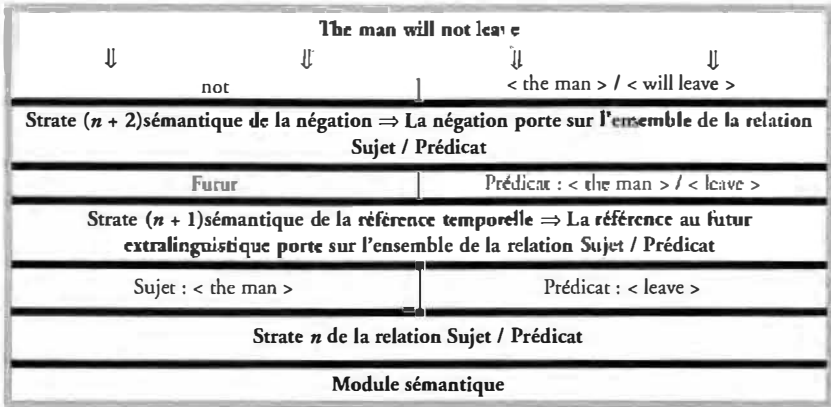 The man will not leave
⇓ ⇓ ⇓ ⇓
not < the man > / < will leave >
Strate (n + 2)sémantique de la négation ⇒ La négation porte sur l'ensemble de la relation
Sujet / Prédicat
Futur Prédicat : < the man > / < leave >
Strate (n + 1)sémantique de la référence temporelle ⇒ La référence au futur
extralinguistique porte sur l'ensemble de la relation Sujet / Prédicat
Sujet : < the man > Prédicat : < leave >
Strate n de la relation Sujet / Prédicat
Module sémantique